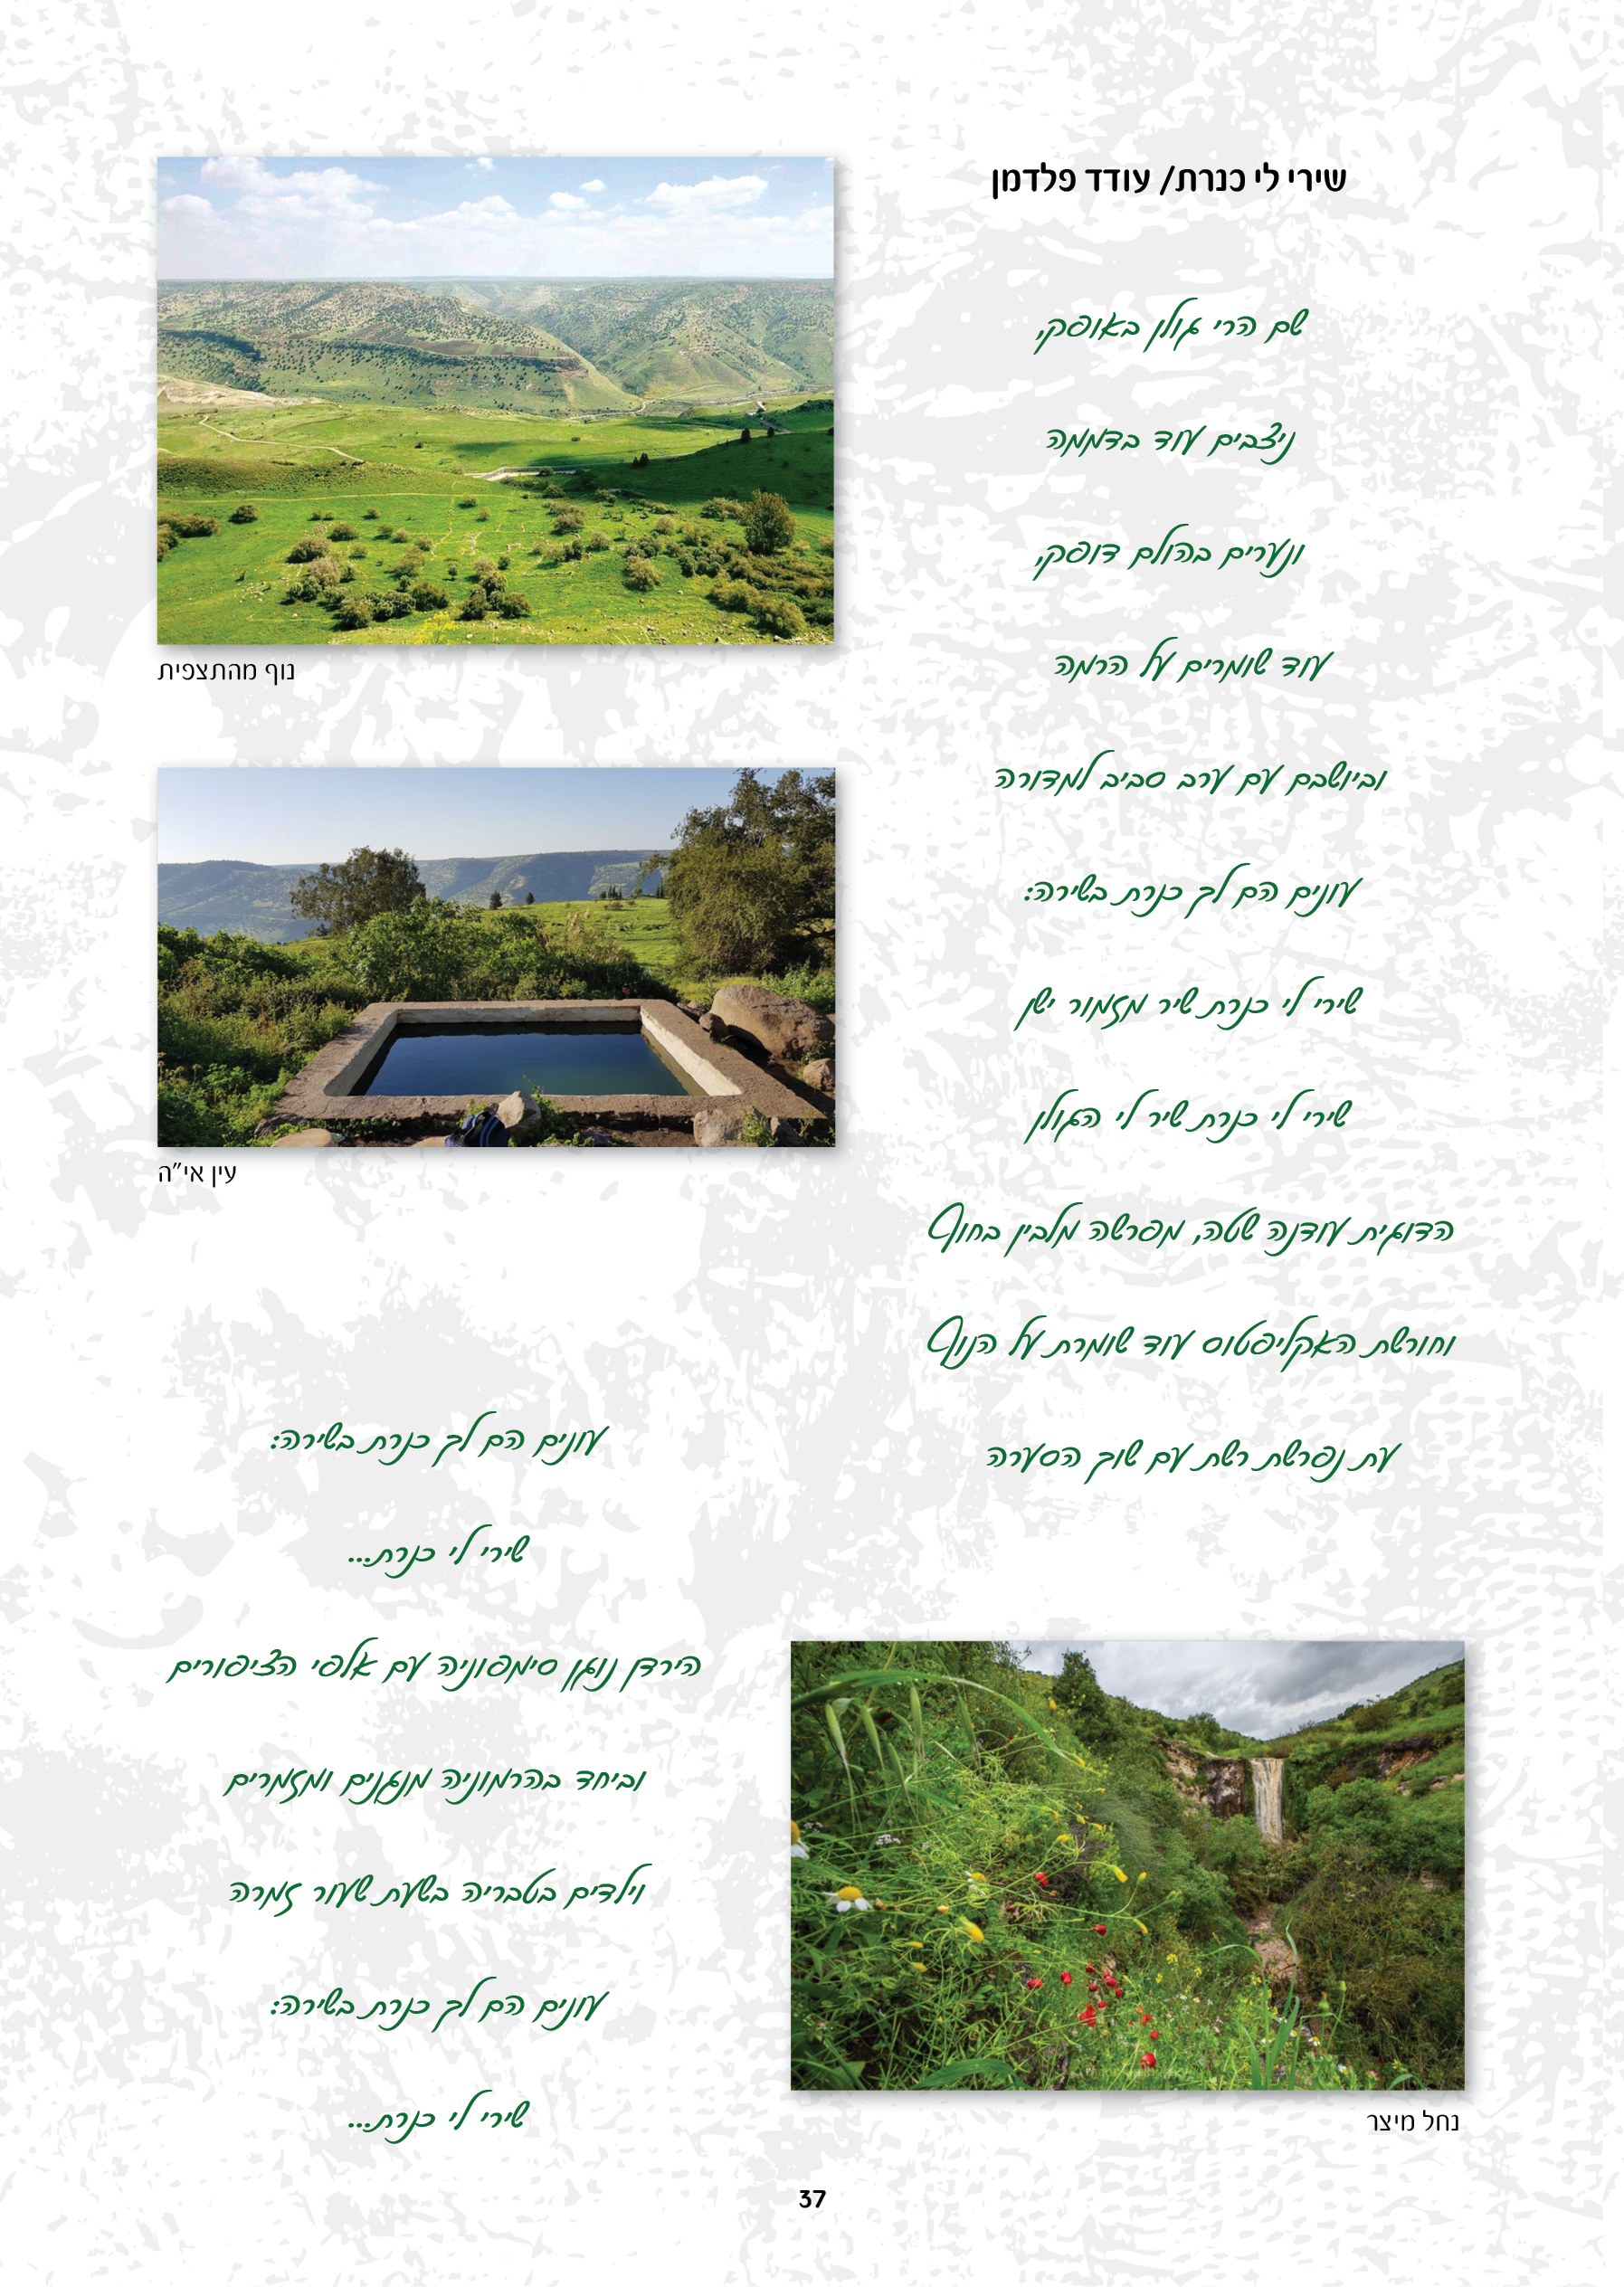 שירי לי כנרת/ עודד פלדמן
שם הרי גולן באופק,
ניצבים עוד בדממה
ונערים בהולם דופק,
עוד שומרים על הרמה
וביושבם עם ערב סביב למדורה
עונים הם לך כנרת בשירה:
שירי לי כנרת שיר מזמור ישן
שירי לי כנרת שיר לי הגולן
הדוגית עודנה שטה, מפרשה מלבין בחוף
וחורשת האקליפטוס עוד שומרת על הנוף
עת נפרשת רשת עם שוך הסערה
נוף מהתצפית
עין אי"ה
עונים הם לך כנרת בשירה:
שירי לי כנרת...
הירדן נוגן סימפוניה עם אלפי הציפורים
וביחד בהרמוניה מנגנים ומזמרים
וילדים בטבריה בשעת שעור זמרה
עונים הם לך כנרת בשירה:
שירי לי כנרת...
נחל מיצר
37